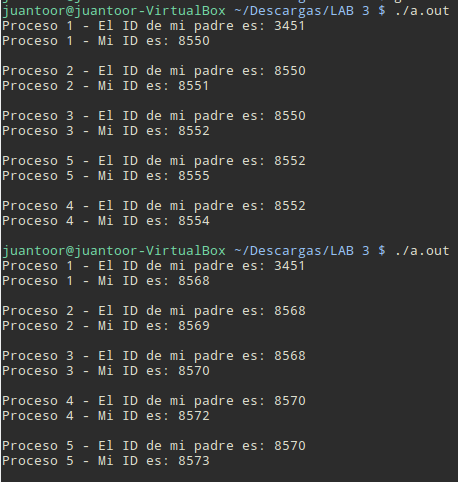 juantoor@juantoor-VirtualBox ~/Descargas/LAB 3 $ ./a.out
Proceso 1 - El ID de mi padre es: 3451
Proceso 1 - Mi ID es: 8550
Proceso 2 - El ID de mi padre es: 8550
Proceso 2 - Mi ID es: 8551
Proceso 3 - El ID de mi padre es: 8550
Proceso 3 - Mi ID es: 8552
Proceso 5 - El ID de mi padre es: 8552
Proceso 5 - Mi ID es: 8555
Proceso 4 - El ID de mi padre es: 8552
Proceso 4 - Mi ID es: 8554
juantoor@juantoor-VirtualBox ~/Descargas/LAB 3 $ ./a.out
Proceso 1 - El ID de mi padre es: 3451
Proceso 1 - Mi ID es: 8568
Proceso 2 - El ID de mi padre es: 8568
Proceso 2 - Mi ID es: 8569
Proceso 3 - El ID de mi padre es: 8568
Proceso 3 - Mi ID es: 8570
Proceso 4 - El ID de mi padre es: 8570
Proceso 4 - Mi ID es: 8572
Proceso 5 - El ID de mi padre es: 8570
Proceso 5 - Mi ID es: 8573